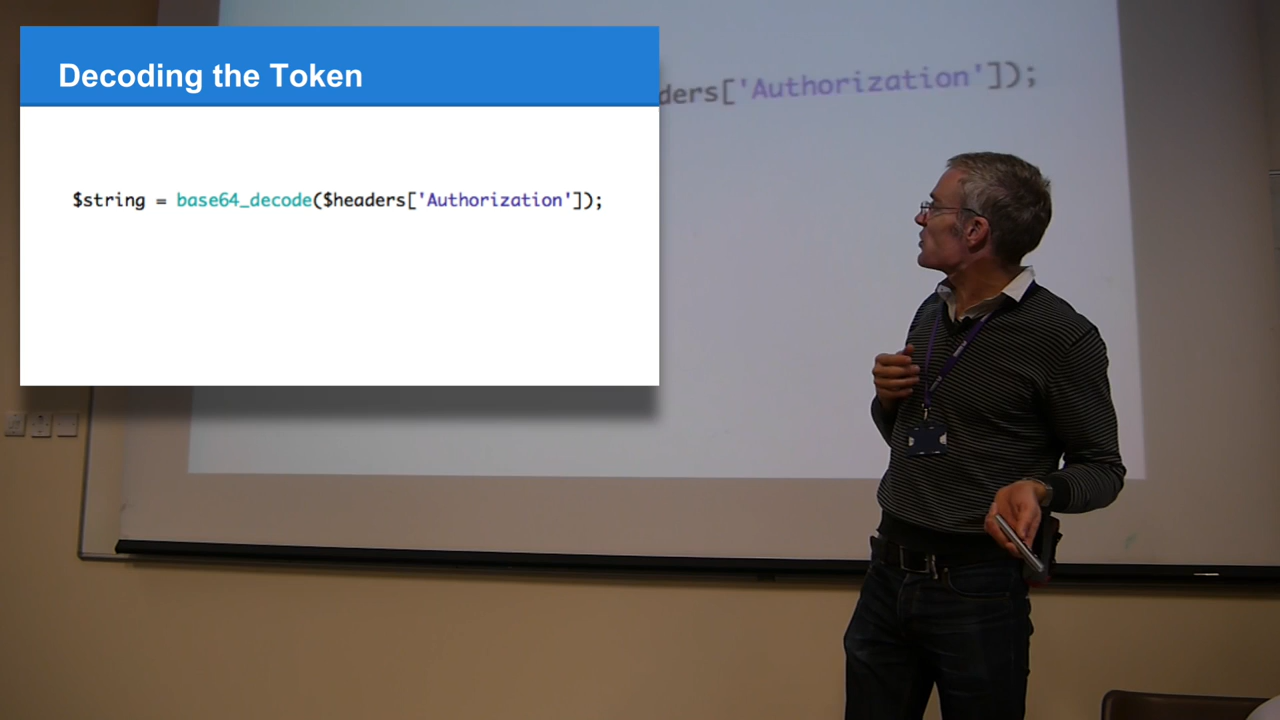 Decoding the Token
$string = base64_decode($headers['Authorization']);
ders['Authorization']);